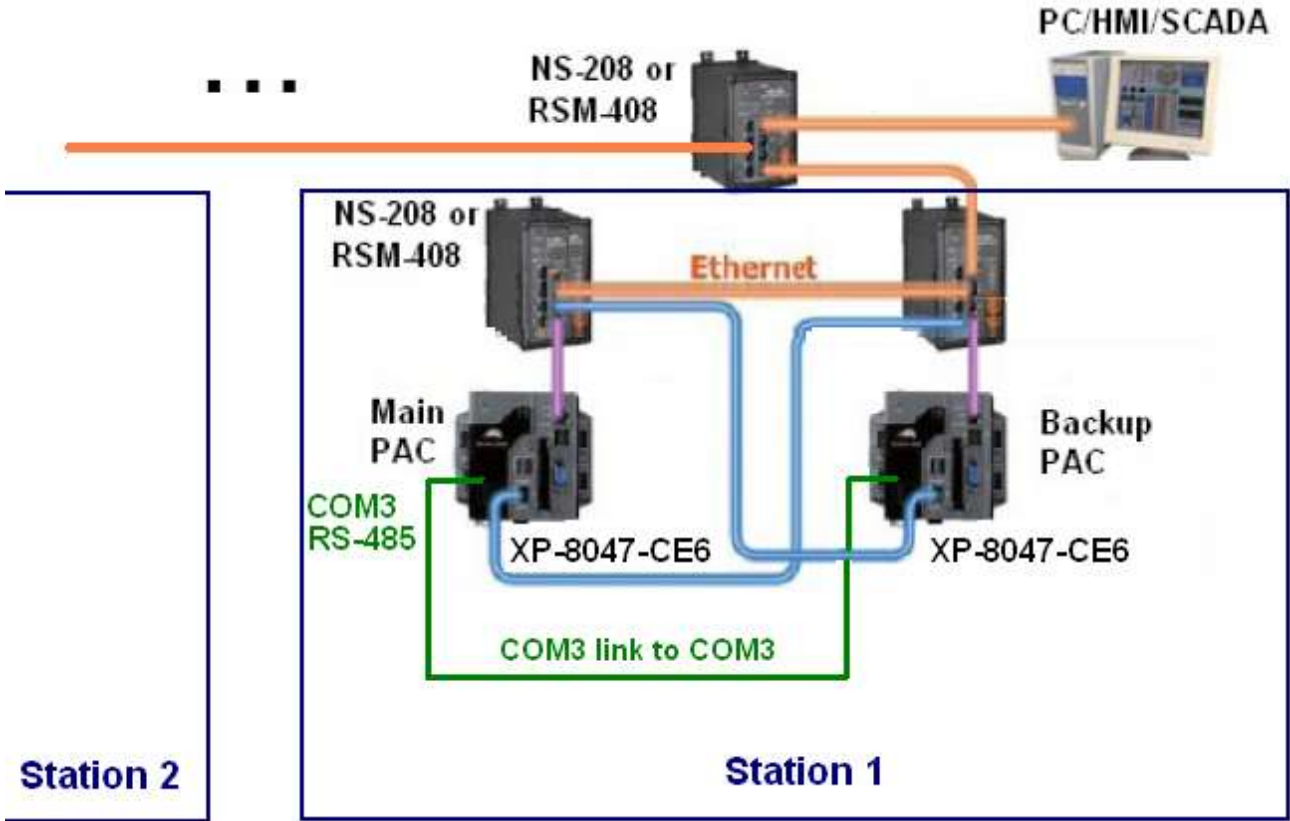 PC/HMI/SCADA
...
NS-208 or
RSM-408
NS-208 or
RSM-408
Ethernet
Main
PAC
Backup
PAC
COM3
RS-485
XP-8047-CE6
XP-8047-CE6
COM3 link to COM3
Station 2
Station 1